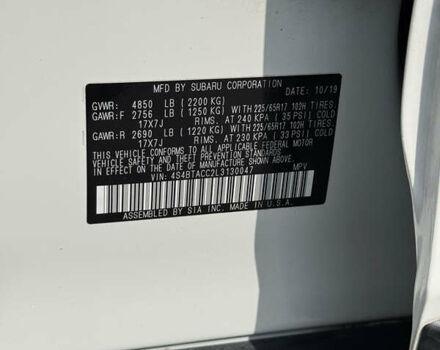 MFD BY SUBARU CORPORATION 10/19
GVWR: 4850 LB (2200 KG)
GAWR:F 2756 LB (1250 KG) WITH 225/65R17 102H TIRES.
17X7J RIMS. AT 240 KPA (35 PSI) COLD
GAWR:R 2690 LB (1220 KG) WITH 225/65R17 102H TIRES.
17X7J RIMS. AT 230 KPA (33 PSI) COLD
THIS VEHICLE CONFORMS TO ALL APPLICABLE FEDERAL MOTOR
VEHICLE SAFETY AND BUMPER STANDARDS IN EFFECT ON THE
DATE OF MANUFACTURE SHOWN ABOVE.
VIN: 4S4BTACC2L3130047 MPV
ASSEMBLED BY SIA INC. MADE IN U.S.A.